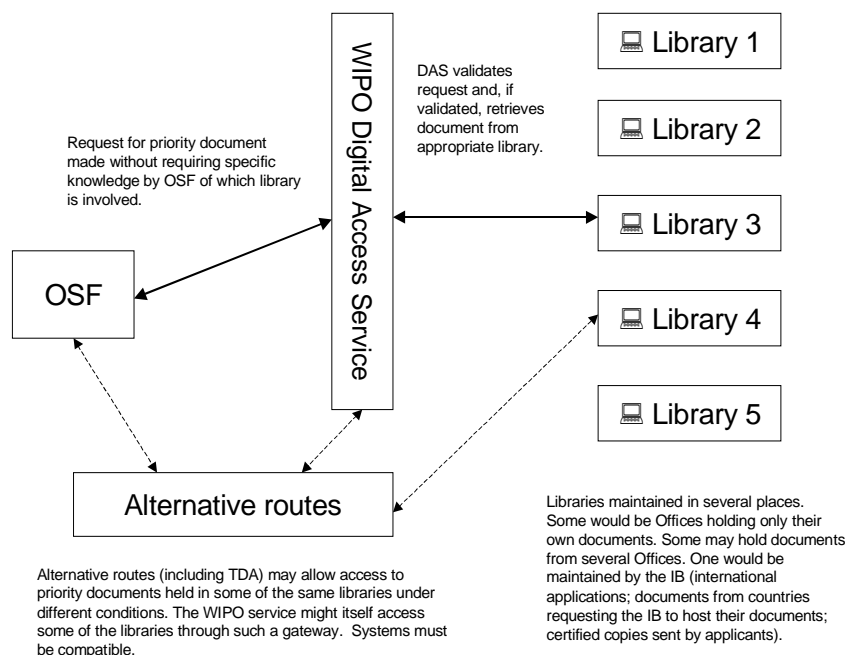 Request for priority document
made without requiring specific
knowledge by OSF of which library
is involved.
OSF
WIPO Digital Access Service
DAS validates
request and, if
validated, retrieves
document from
appropriate library.
Library 1
Library 2
Library 3
Library 4
Library 5
Alternative routes
Alternative routes (including TDA) may allow access to
priority documents held in some of the same libraries under
different conditions. The WIPO service might itself access
some of the libraries through such a gateway.  Systems must
be compatible.
Libraries maintained in several places.
Some would be Offices holding only their
own documents. Some may hold documents
from several Offices. One would be
maintained by the IB (international
applications; documents from countries
requesting the IB to host their documents;
certified copies sent by applicants).